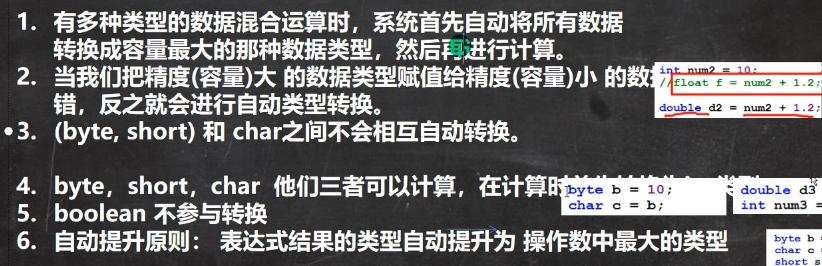 1. 有多种类型的数据混合运算时，系统首先自动将所有数据
转换成容量最大的那种数据类型，然后再进行计算。
2. 当我们把精度(容量)大 的数据类型赋值给精度(容量)小 的数
错，反之就会进行自动类型转换。
int num2 = 10;
//float f = num2 + 1.2;
double d2 = num2 + 1.2;
•3. (byte, short) 和 char之间不会相互自动转换。
4. byte，short，char 他们三者可以计算，在计算时
byte b = 10;
char c = b;
double d3
int num3 =
5. boolean 不参与转换
6. 自动提升原则： 表达式结果的类型自动提升为 操作数中最大的类型
byte b =
char c =
short s